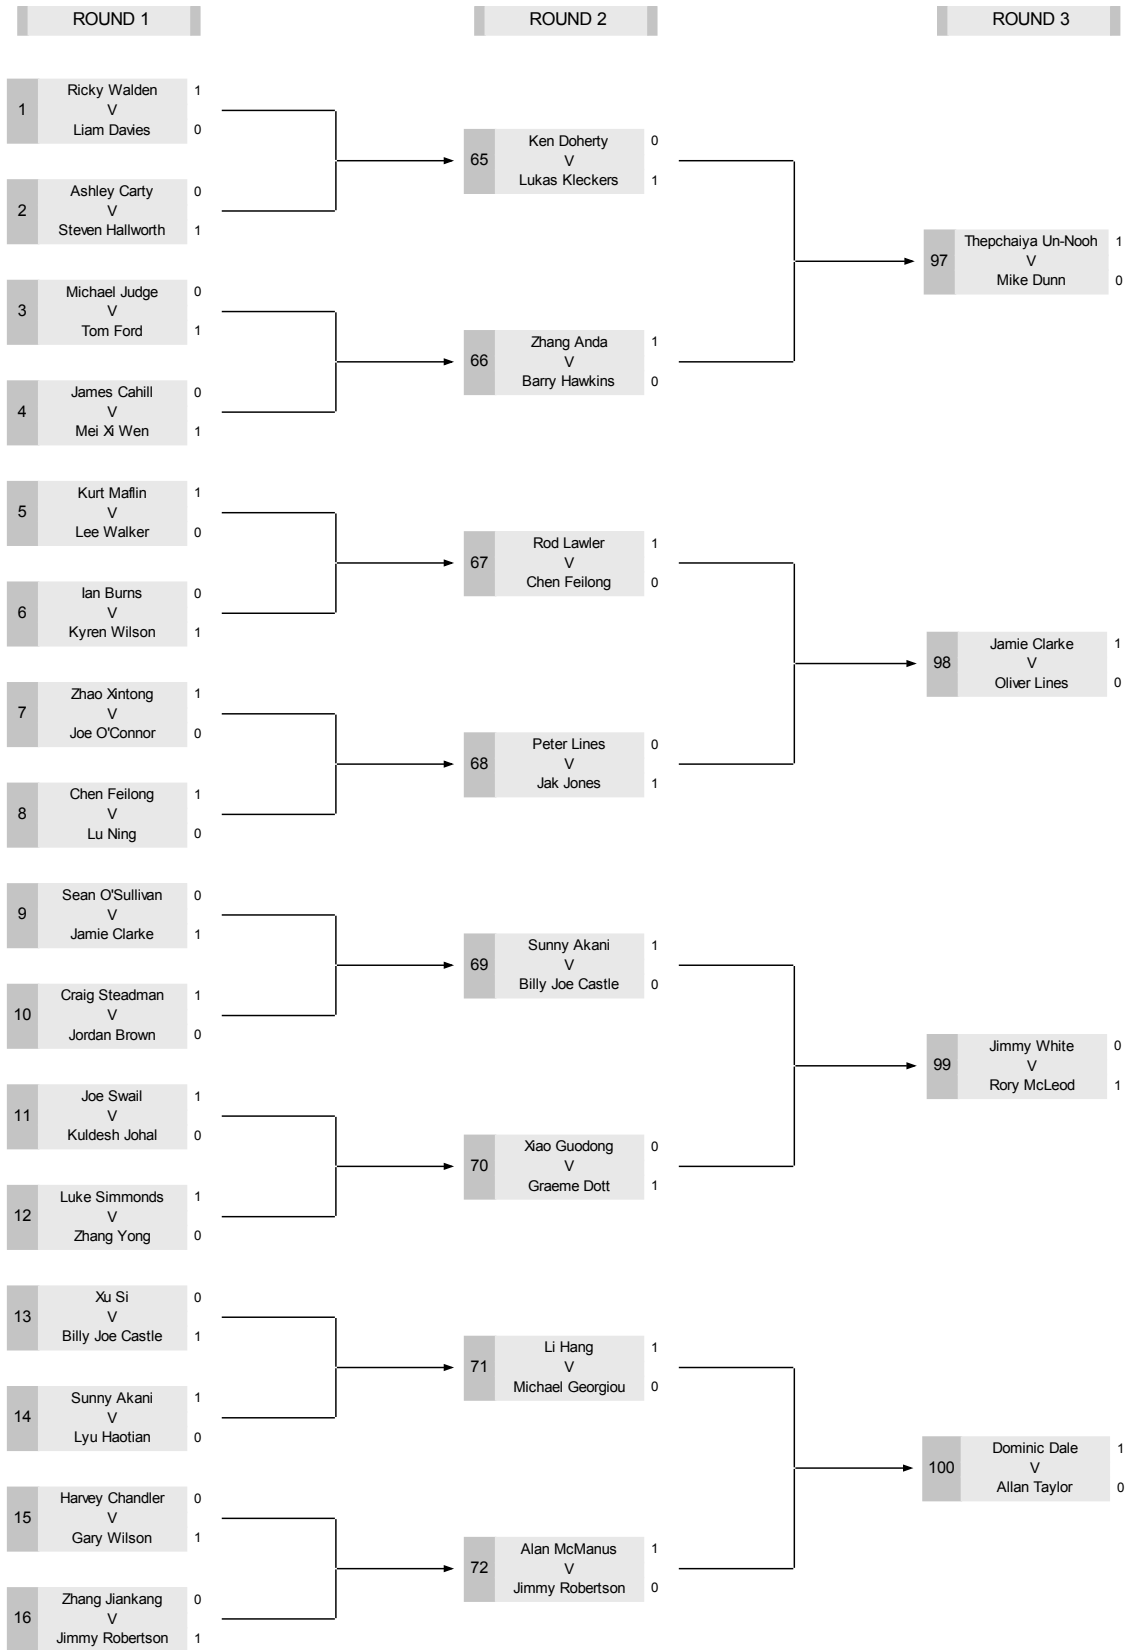 ROUND 1
ROUND 2
ROUND 3
1
Ricky Walden 1
V
Liam Davies 0
2
Ashley Carty 0
V
Steven Hallworth 1
3
Michael Judge 0
V
Tom Ford 1
4
James Cahill 0
V
Mei Xi Wen 1
5
Kurt Maflin 1
V
Lee Walker 0
6
Ian Burns 0
V
Kyren Wilson 1
7
Zhao Xintong 1
V
Joe O'Connor 0
8
Chen Feilong 1
V
Lu Ning 0
9
Sean O'Sullivan 0
V
Jamie Clarke 1
10
Craig Steadman 1
V
Jordan Brown 0
11
Joe Swail 1
V
Kuldesh Johal 0
12
Luke Simmonds 1
V
Zhang Yong 0
13
Xu Si 0
V
Billy Joe Castle 1
14
Sunny Akani 1
V
Lyu Haotian 0
15
Harvey Chandler 0
V
Gary Wilson 1
16
Zhang Jiankang 0
V
Jimmy Robertson 1
65
Ken Doherty 0
V
Lukas Kleckers 1
66
Zhang Anda 1
V
Barry Hawkins 0
67
Rod Lawler 1
V
Chen Feilong 0
68
Peter Lines 0
V
Jak Jones 1
69
Sunny Akani 1
V
Billy Joe Castle 0
70
Xiao Guodong 0
V
Graeme Dott 1
71
Li Hang 1
V
Michael Georgiou 0
72
Alan McManus 1
V
Jimmy Robertson 0
97
Thepchaiya Un-Nooh 1
V
Mike Dunn 0
98
Jamie Clarke 1
V
Oliver Lines 0
99
Jimmy White 0
V
Rory McLeod 1
100
Dominic Dale 1
V
Allan Taylor 0